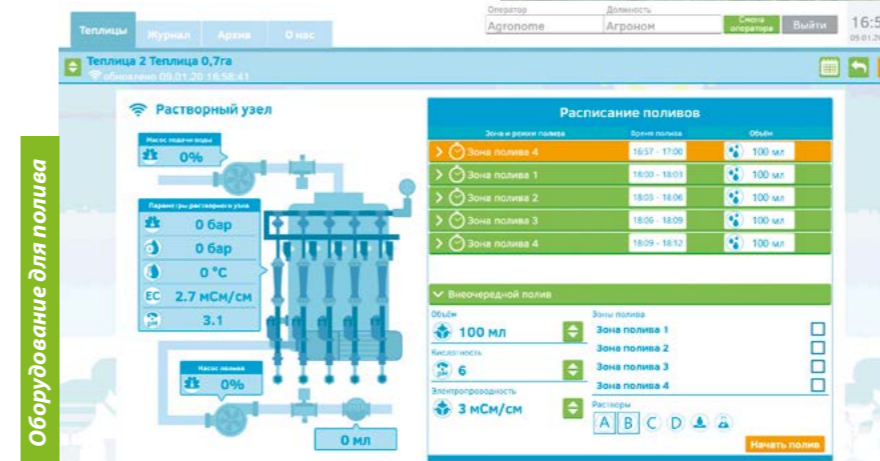 Оператор
Должность
Agronome
Агроном
Смена
оператора
Выйти
16:5
09.01.20
Теплицы
Журнал
Архив
О нас
Теплица 2 Теплица 0,7га
обновлено 09.01.20 16:58:41
Оборудование для полива
Растворный узел
Насос подачи воды
0%
Параметры растворного узла
0 бар
0 бар
0 °C
EC
2.7 мСм/см
pH
3.1
Насос полива
0%
0 мл
Расписание поливов
Зона и режим полива
Время полива
Объём
Зона полива 4
16:57 - 17:00
100 мл
Зона полива 1
18:00 - 18:03
100 мл
Зона полива 2
18:03 - 18:06
100 мл
Зона полива 3
18:06 - 18:09
100 мл
Зона полива 4
18:09 - 18:12
100 мл
Внеочередной полив
Объём
100 мл
Кислотность
pH
6
Электропроводность
3 мСм/см
Зоны полива
Зона полива 1
Зона полива 2
Зона полива 3
Зона полива 4
Растворы
A B C D
Начать полив